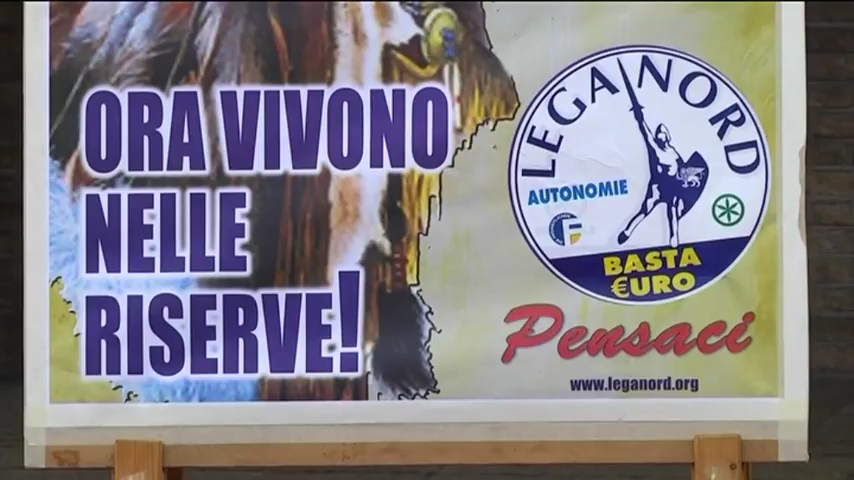 ORA VIVONO
NELLE
RISERVE!
LEGA NORD
AUTONOMIE
F
BASTA
€URO
Pensaci
www.leganord.org